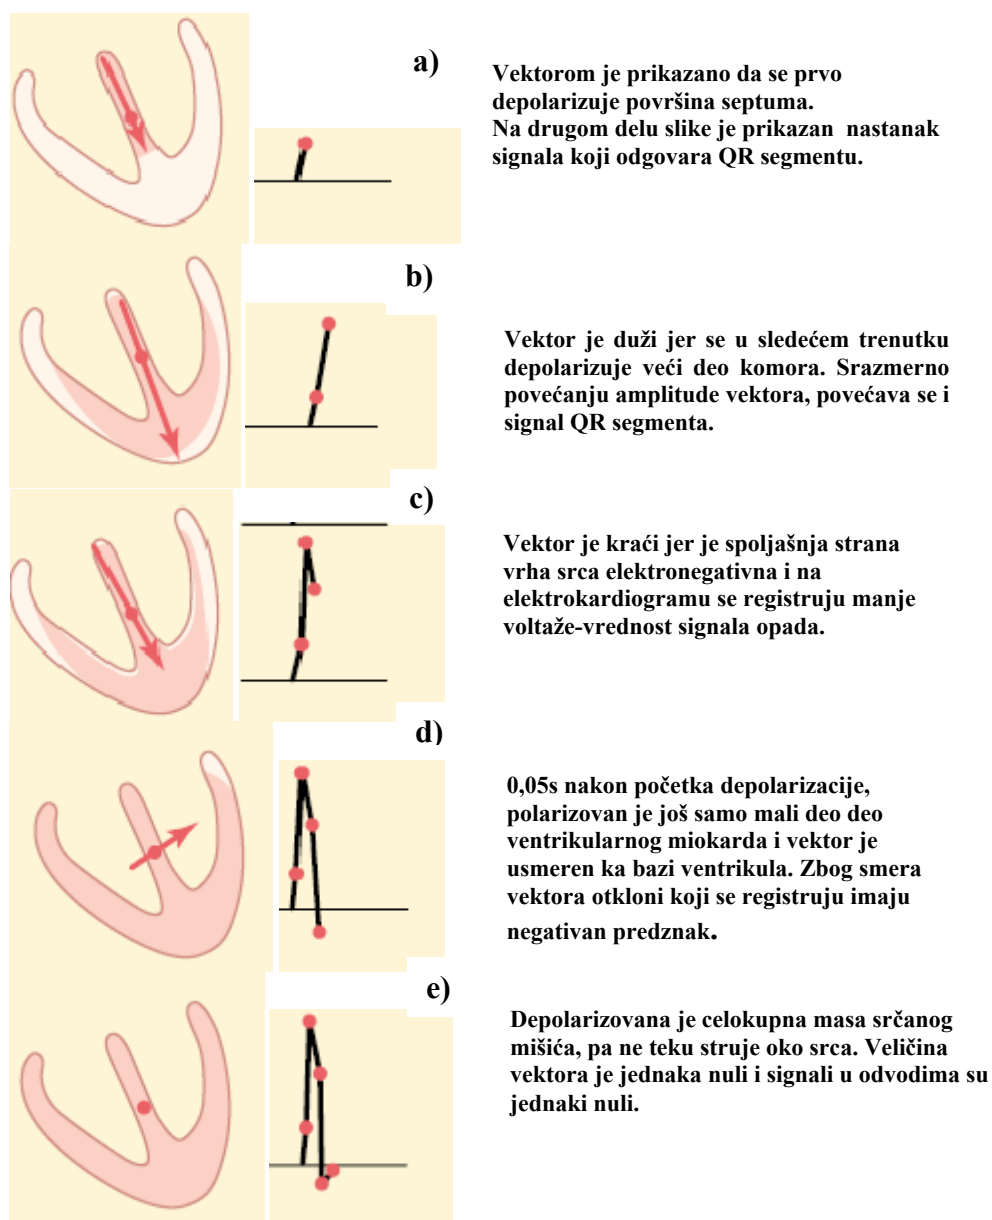 a)
Vektorom je prikazano da se prvo
depolarizuje površina septuma.
Na drugom delu slike je prikazan nastanak
signala koji odgovara QR segmentu.
b)
Vektor je duži jer se u sledećem trenutku
depolarizuje veći deo komora. Srazmerno
povećanju amplitude vektora, povećava se i
signal QR segmenta.
c)
Vektor je kraći jer je spoljašnja strana
vrha srca elektronegativna i na
elektrokardiogramu se registruju manje
voltaže-vrednost signala opada.
d)
0,05s nakon početka depolarizacije,
polarizovan je još samo mali deo deo
ventrikularnog miokarda i vektor je
usmeren ka bazi ventrikula. Zbog smera
vektora otkloni koji se registruju imaju
negativan predznak.
e)
Depolarizovana je celokupna masa srčanog
mišića, pa ne teku struje oko srca. Veličina
vektora je jednaka nuli i signali u odvodima su
jednaki nuli.